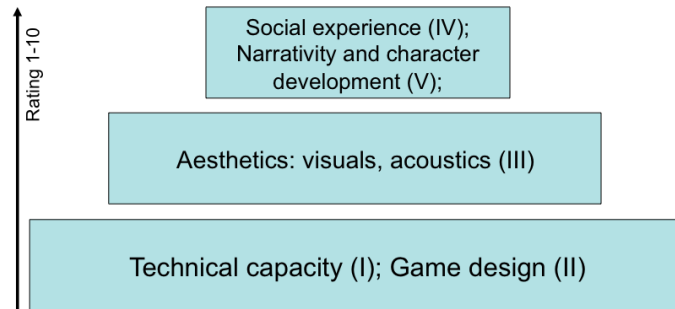 Rating 1-10
Social experience (IV);
Narrativity and character
development (V);
Aesthetics: visuals, acoustics (III)
Technical capacity (I); Game design (II)